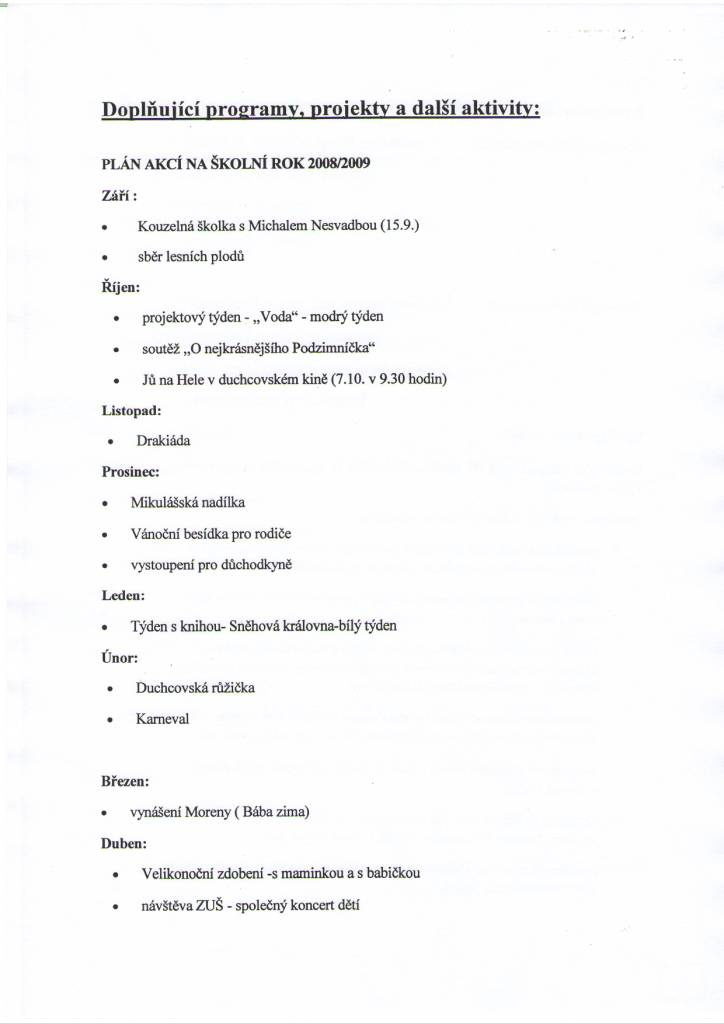 Doplňující programy, projekty a další aktivity:
PLÁN AKCÍ NA ŠKOLNÍ ROK 2008/2009
Září :
• Kouzelná školka s Michalem Nesvadbou (15.9.)
• sběr lesních plodů
Říjen:
• projektový týden - „Voda“ - modrý týden
• soutěž „O nejkrásnějšího Podzimníčka“
• Jů na Hele v duchcovském kině (7.10. v 9.30 hodin)
Listopad:
• Drakiáda
Prosinec:
• Mikulášská nadílka
• Vánoční besídka pro rodiče
• vystoupení pro důchodkyně
Leden:
• Týden s knihou- Sněhová královna-bílý týden
Únor:
• Duchcovská růžička
• Karneval
Březen:
• vynášení Moreny ( Bába zima)
Duben:
• Velikonoční zdobení -s maminkou a s babičkou
• návštěva ZUŠ - společný koncert dětí